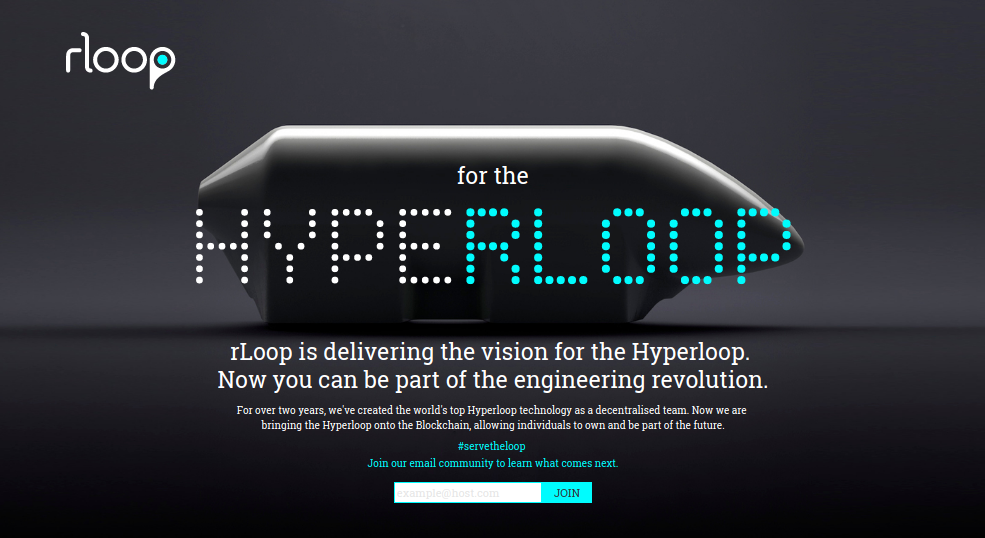 rloop
for the
HYPERLOOP
rLoop is delivering the vision for the Hyperloop.
Now you can be part of the engineering revolution.
For over two years, we've created the world's top Hyperloop technology as a decentralised team. Now we are
bringing the Hyperloop onto the Blockchain, allowing individuals to own and be part of the future.
#servetheloop
Join our email community to learn what comes next.
example@host.com JOIN